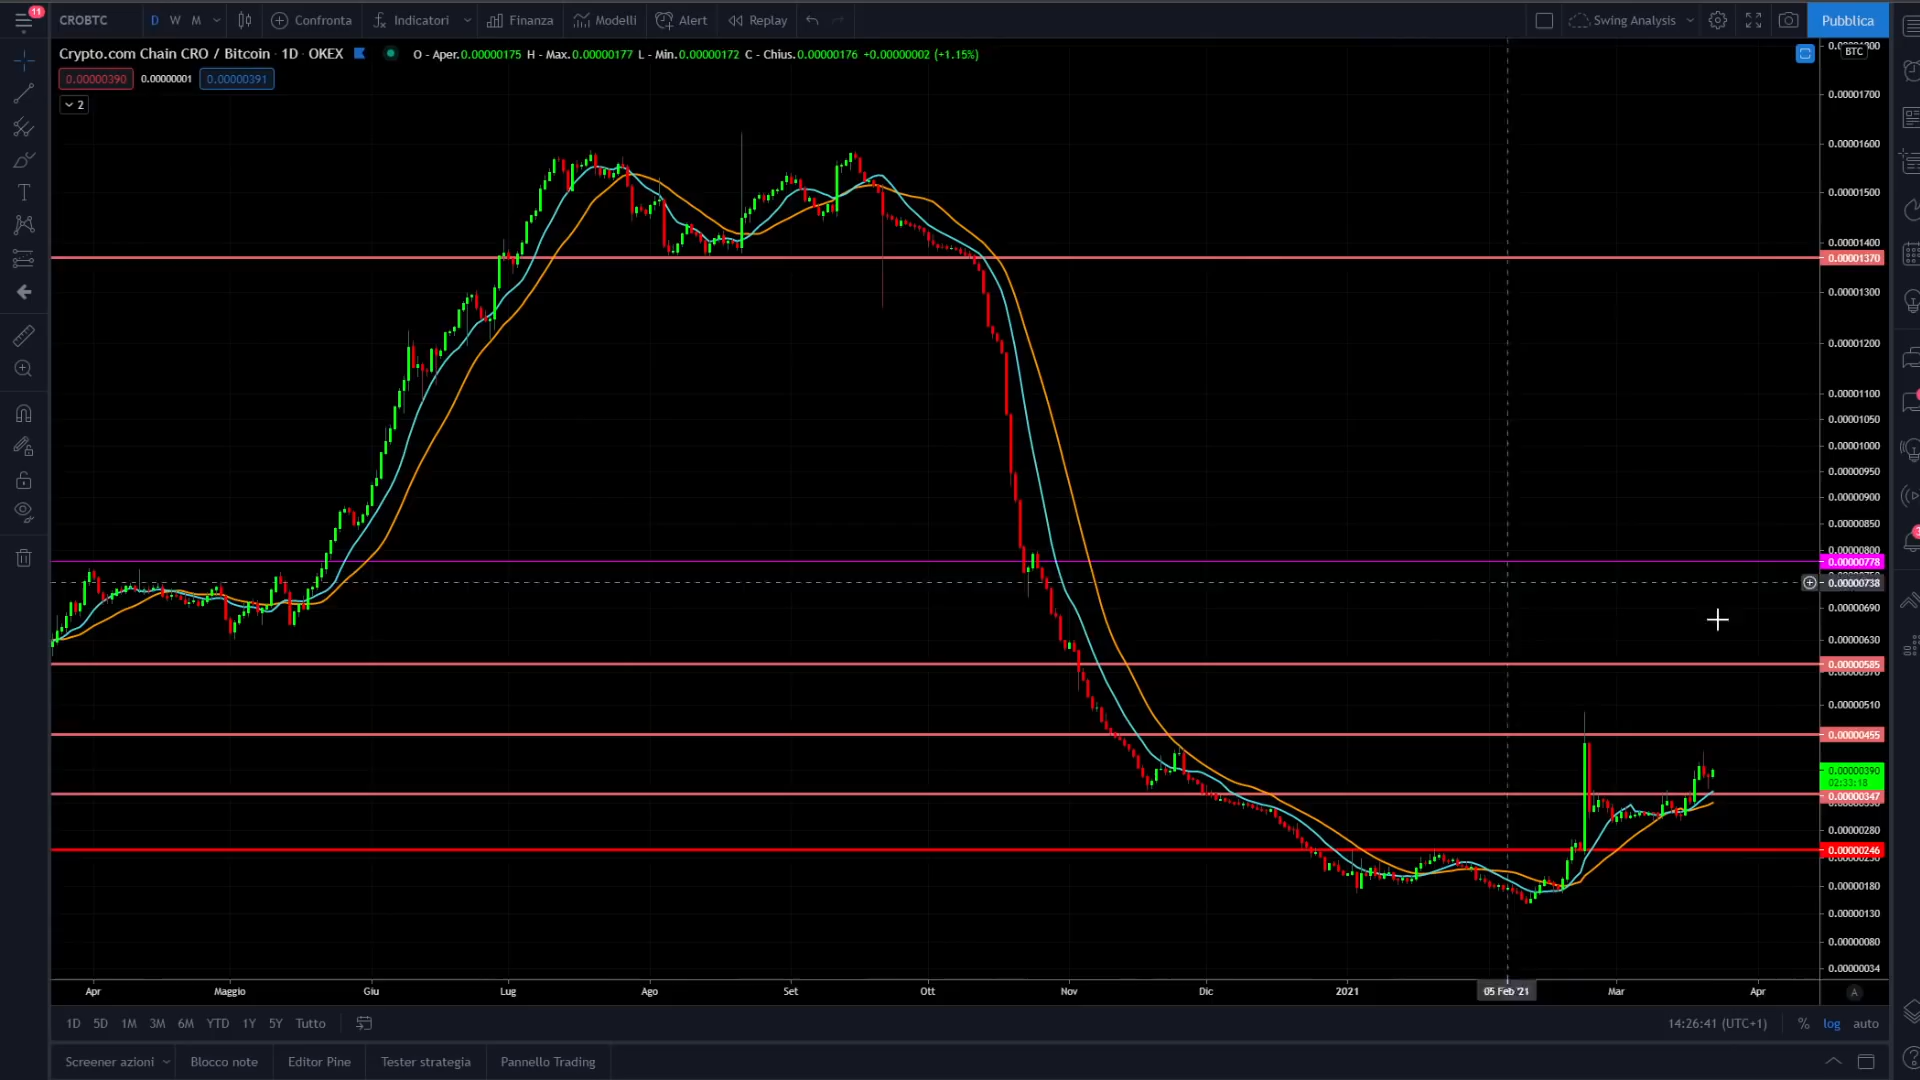 11
CROBTC
D W M
Confronta
Indicatori
Finanza
Modelli
Alert
Replay
Swing Analysis
Pubblica
Crypto.com Chain CRO / Bitcoin · 1D · OKEX
O - Aper.0.00000175 H - Max.0.00000177 L - Min.0.00000172 C - Chius.0.00000176 +0.00000002 (+1.15%)
0.00000390 0.00000001 0.00000391
2
BTC
0.00001700
0.00001600
0.00001500
0.00001400
0.00001370
0.00001300
0.00001200
0.00001100
0.00001050
0.00001000
0.00000950
0.00000900
0.00000850
0.00000800
0.00000778
0.00000738
0.00000690
0.00000630
0.00000585
0.00000510
0.00000455
0.00000390
02:33:18
0.00000347
0.00000280
0.00000246
0.00000180
0.00000130
0.00000080
0.00000034
Apr Maggio Giu Lug Ago Set Ott Nov Dic 2021 05 Feb '21 Mar Apr A
1D 5D 1M 3M 6M YTD 1Y 5Y Tutto
14:26:41 (UTC+1) % log auto
Screener azioni Blocco note Editor Pine Tester strategia Pannello Trading